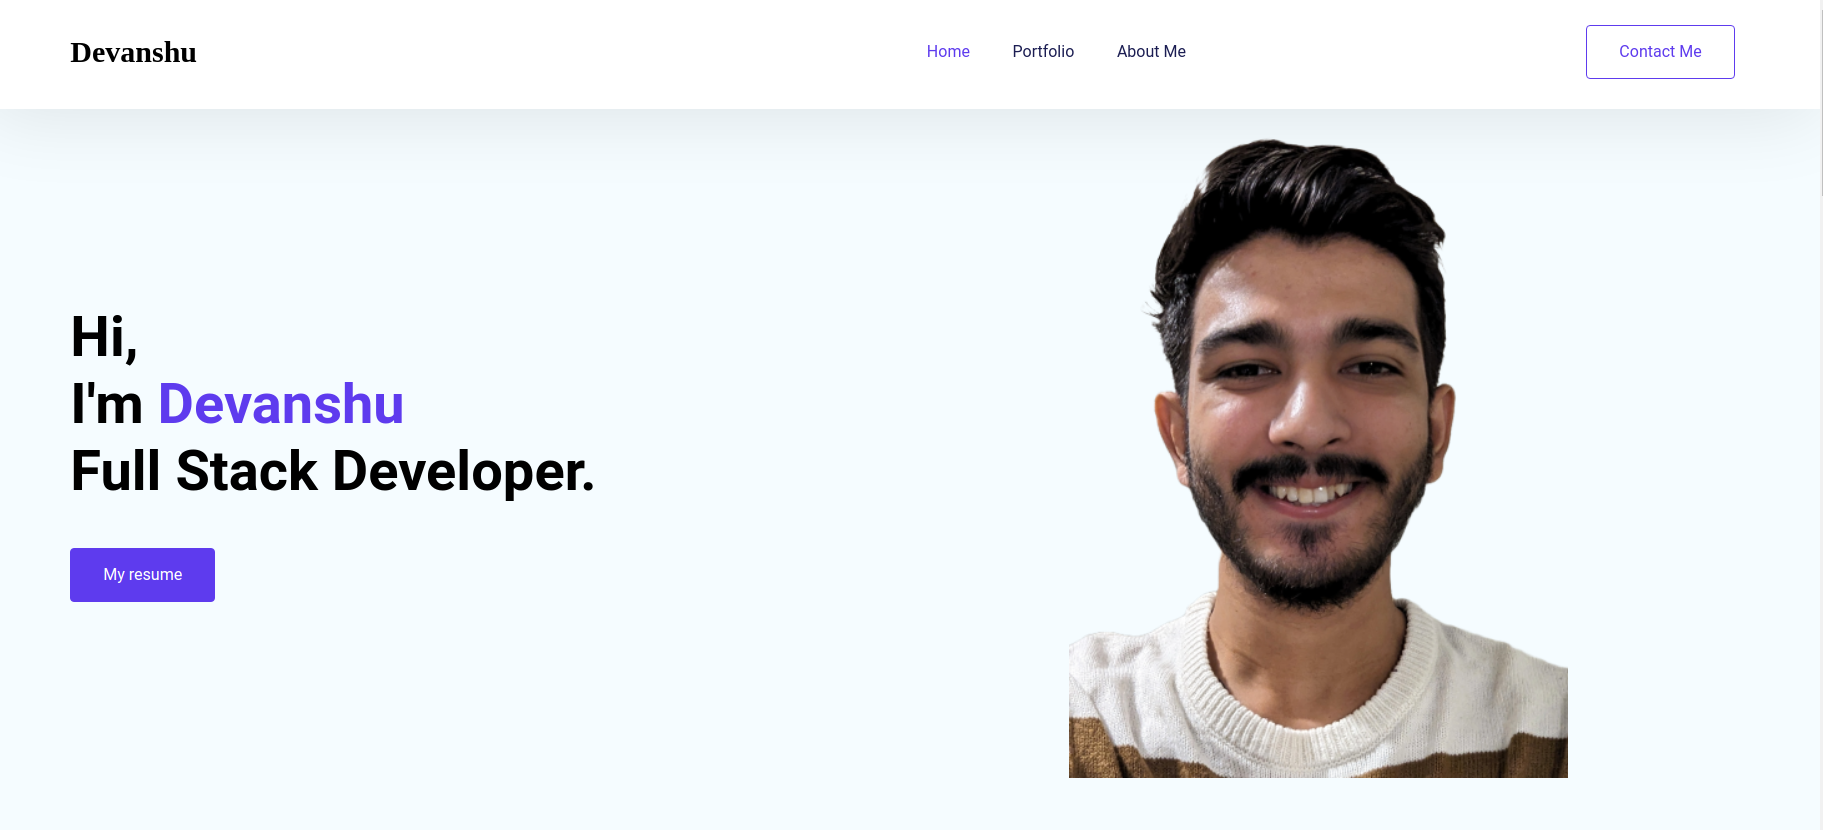 Devanshu
Home
Portfolio
About Me
Contact Me
Hi,
I'm Devanshu
Full Stack Developer.
My resume